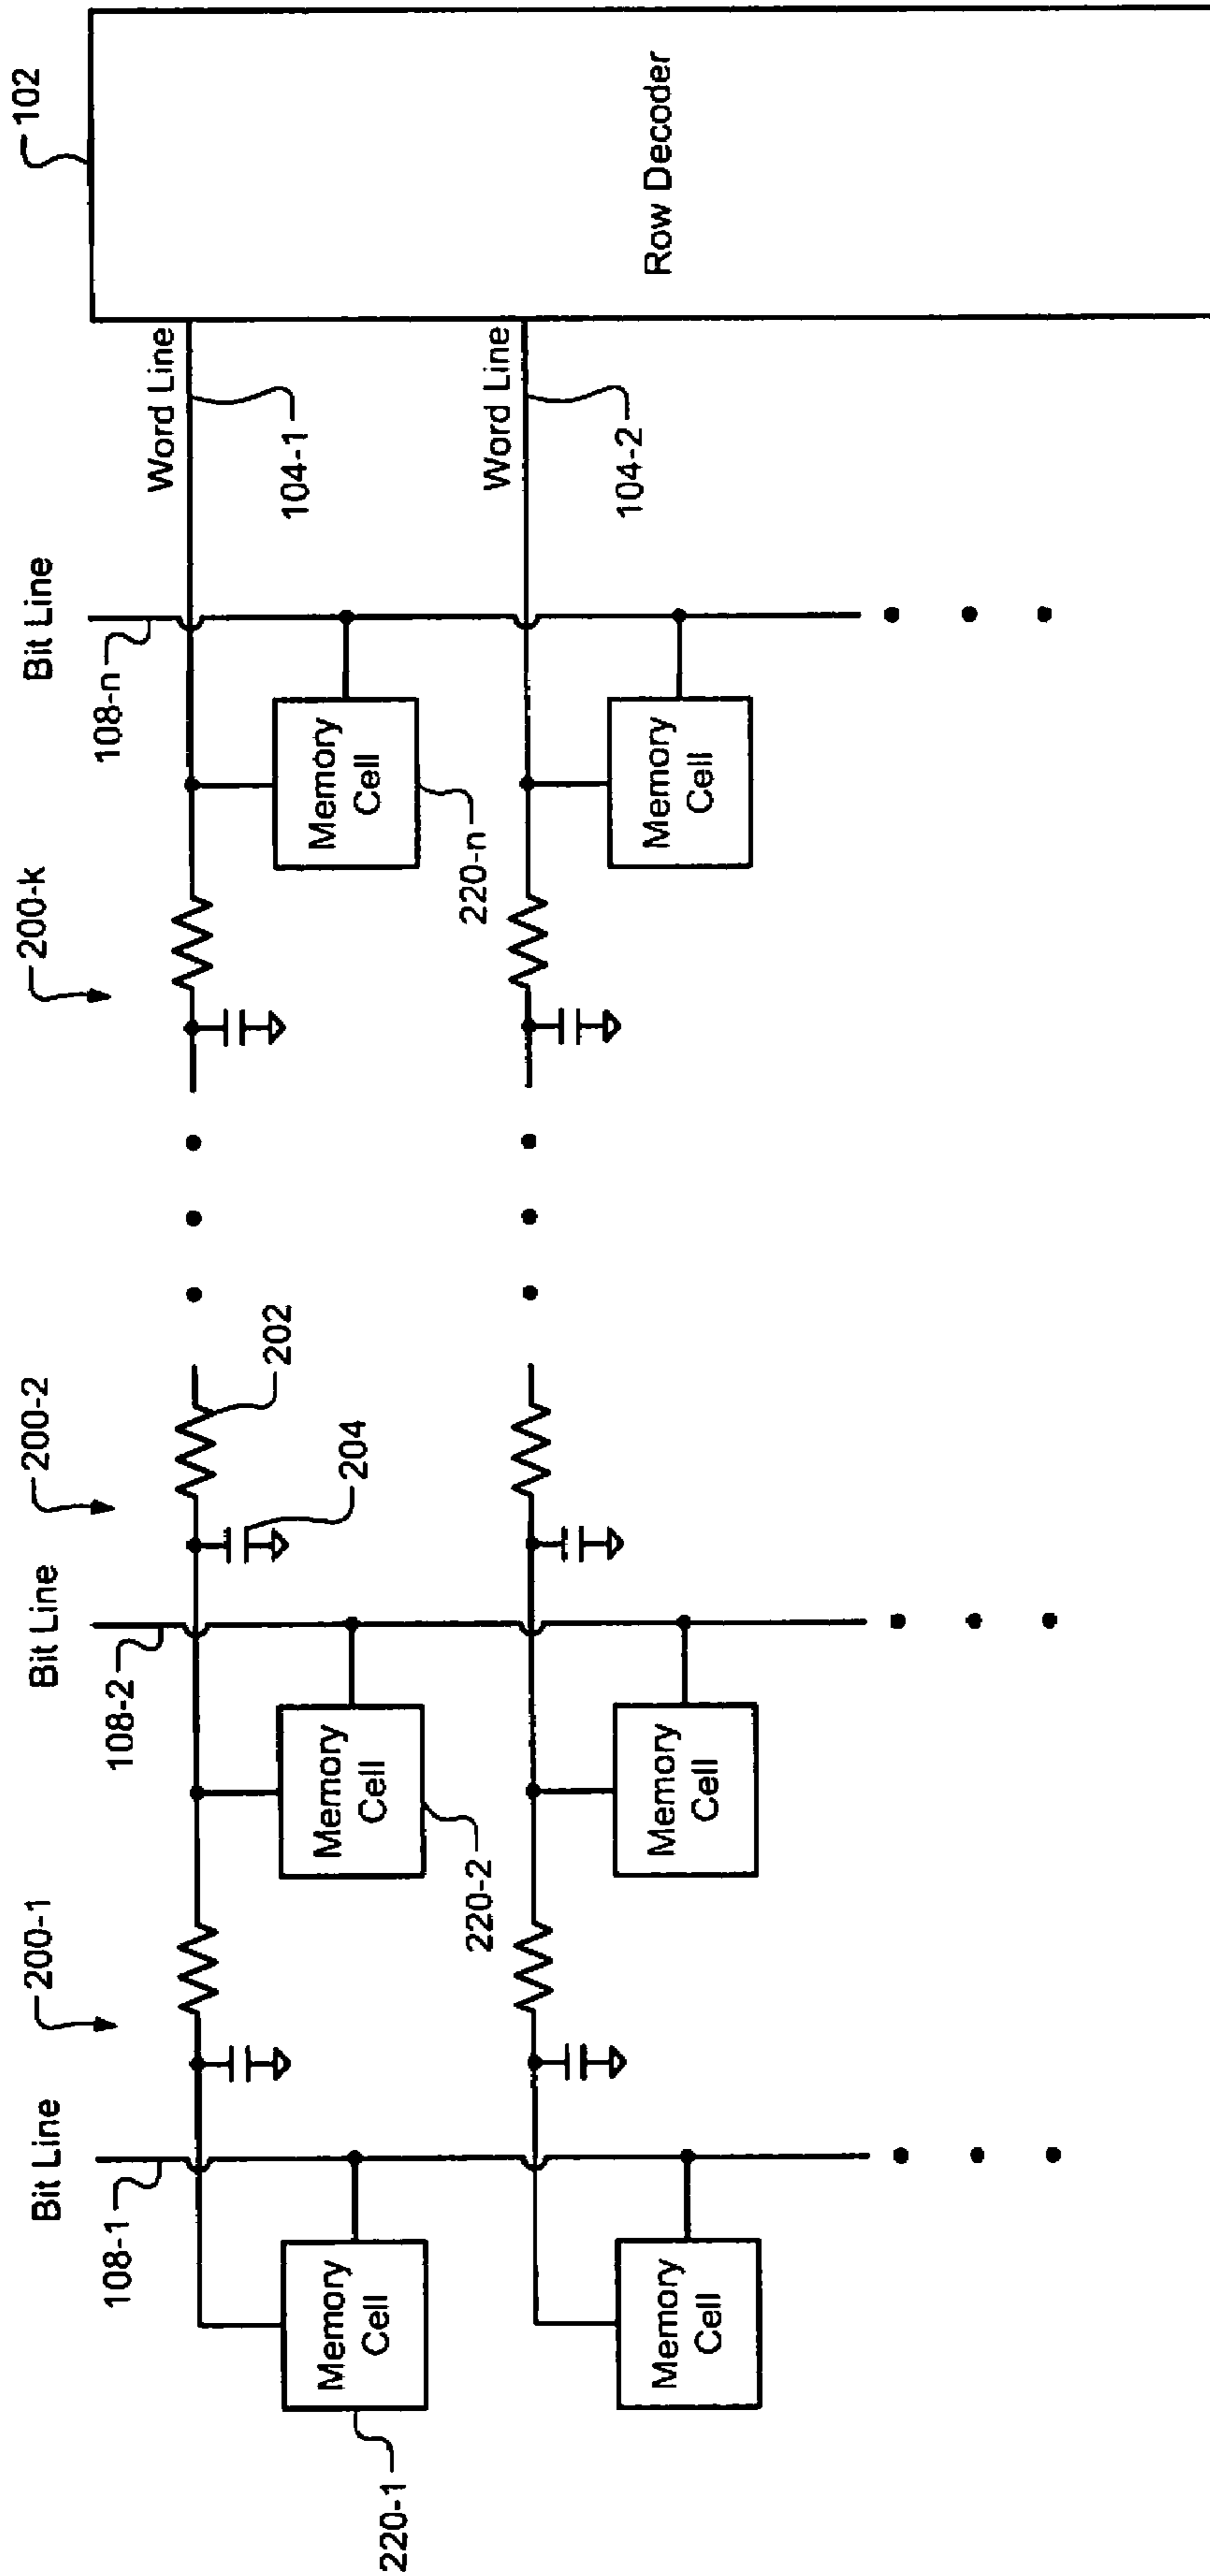 102
Row Decoder
Word Line
104-1
Word Line
104-2
Bit Line
108-n
200-k
Memory
Cell
220-n
Memory
Cell
200-2
202
204
Bit Line
108-2
Memory
Cell
220-2
Memory
Cell
200-1
Bit Line
108-1
Memory
Cell
220-1
Memory
Cell